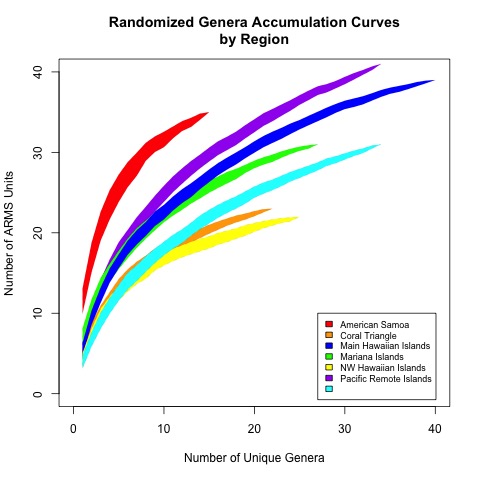 Randomized Genera Accumulation Curves
by Region
Number of ARMS Units
40
30
20
10
0
0 10 20 30 40
Number of Unique Genera
American Samoa
Coral Triangle
Main Hawaiian Islands
Mariana Islands
NW Hawaiian Islands
Pacific Remote Islands